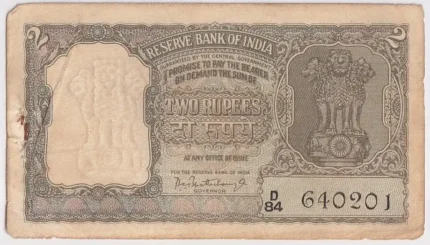 2 2
RESERVE BANK OF INDIA
GUARANTEED BY THE CENTRAL GOVERNMENT
I PROMISE TO PAY THE BEARER
ON DEMAND THE SUM OF
TWO RUPEES
दो रुपये
AT ANY OFFICE OF ISSUE
FOR THE RESERVE BANK OF INDIA
GOVERNOR
D/84 640201